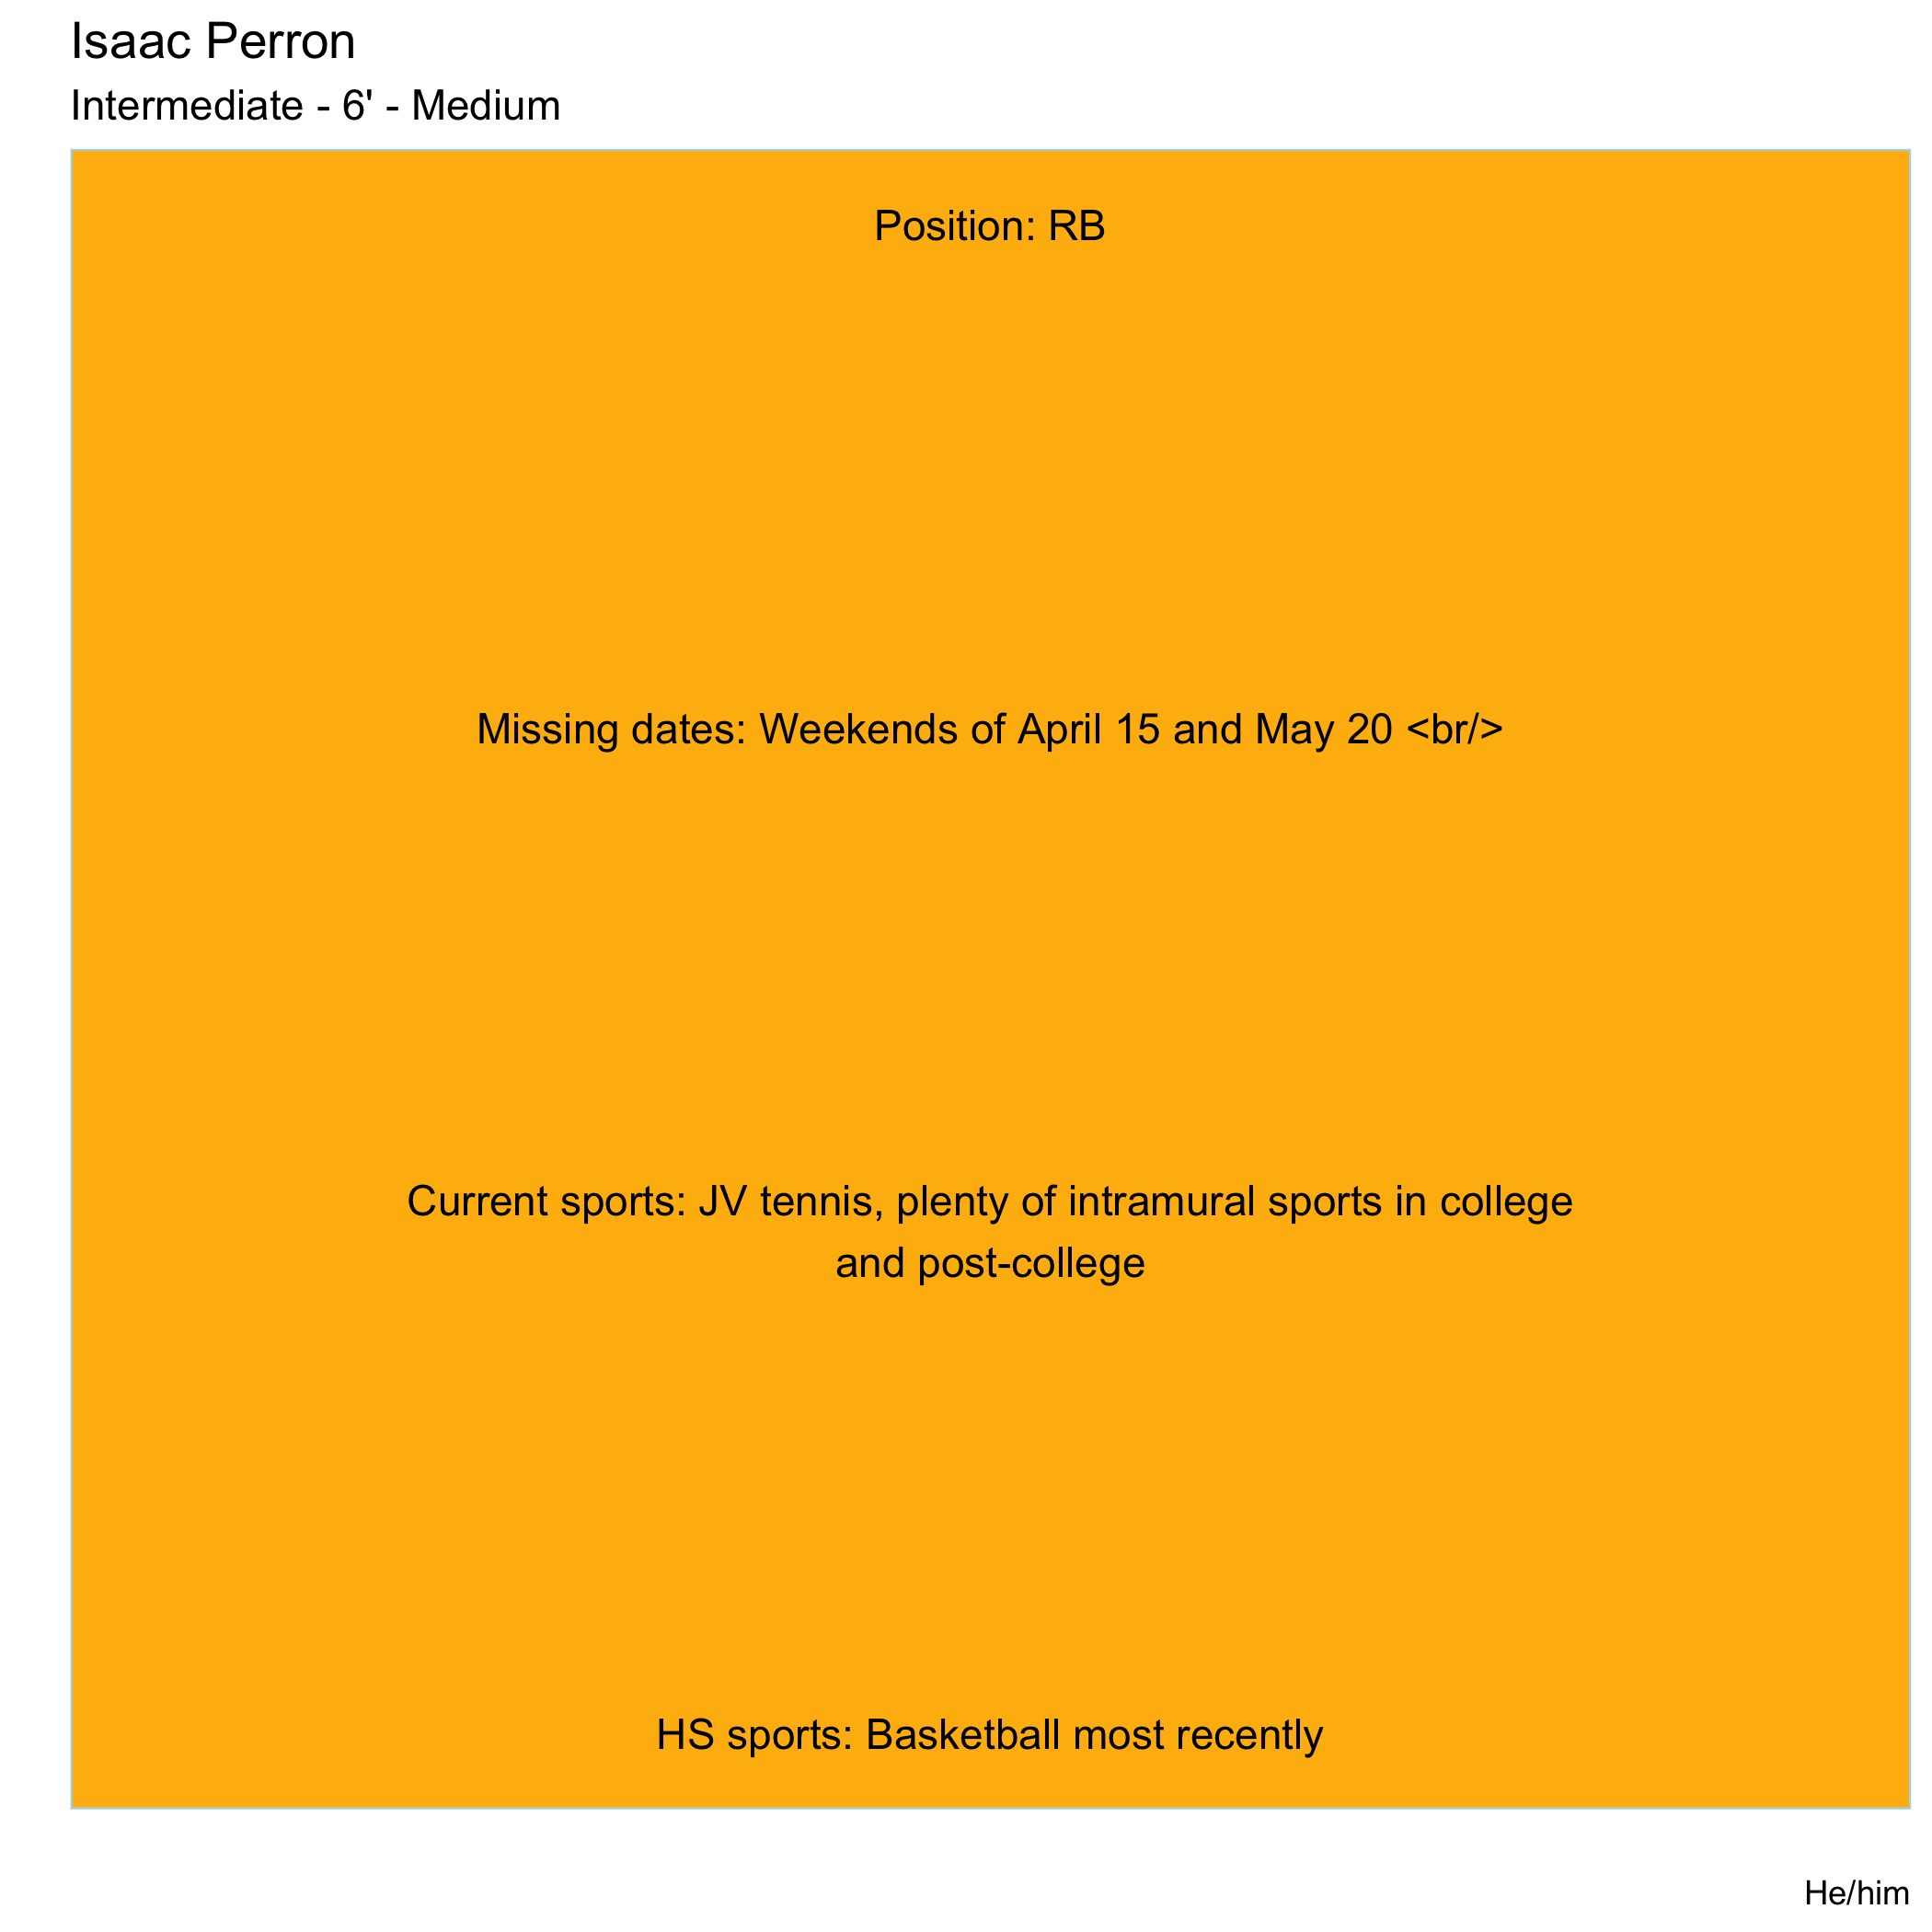 Isaac Perron
Intermediate - 6' - Medium
Position: RB
Missing dates: Weekends of April 15 and May 20 <br/>
Current sports: JV tennis, plenty of intramural sports in college
and post-college
HS sports: Basketball most recently
He/him